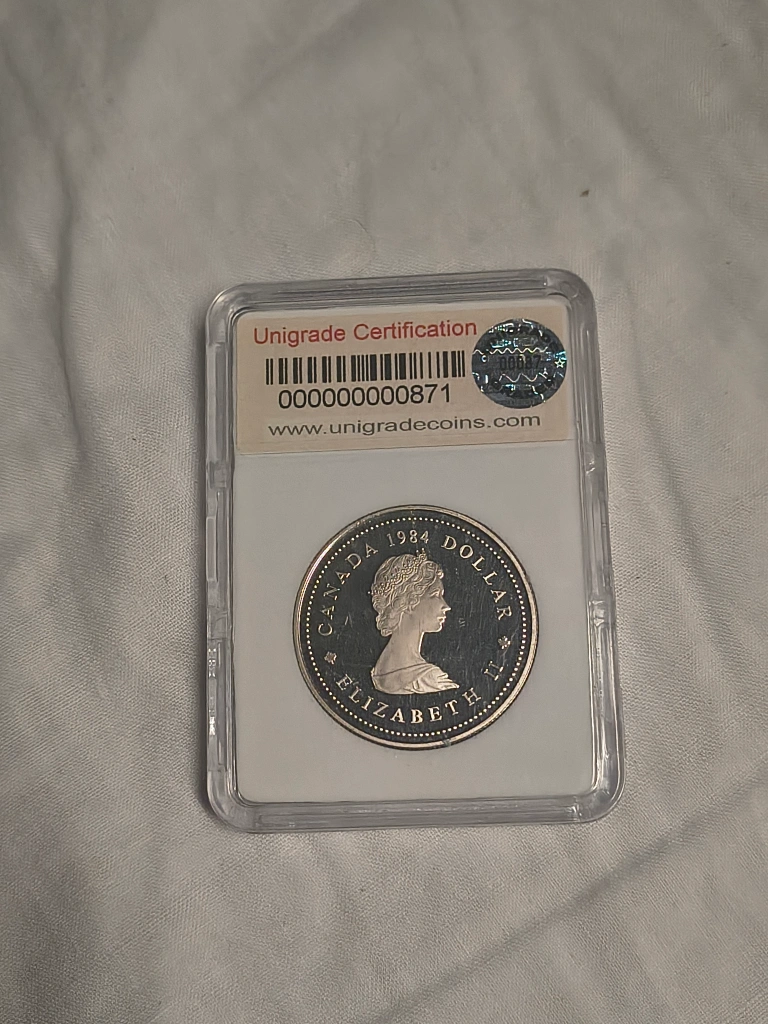 Unigrade Certification
000000000871
www.unigradecoins.com
CANADA 1984 DOLLAR
ELIZABETH II